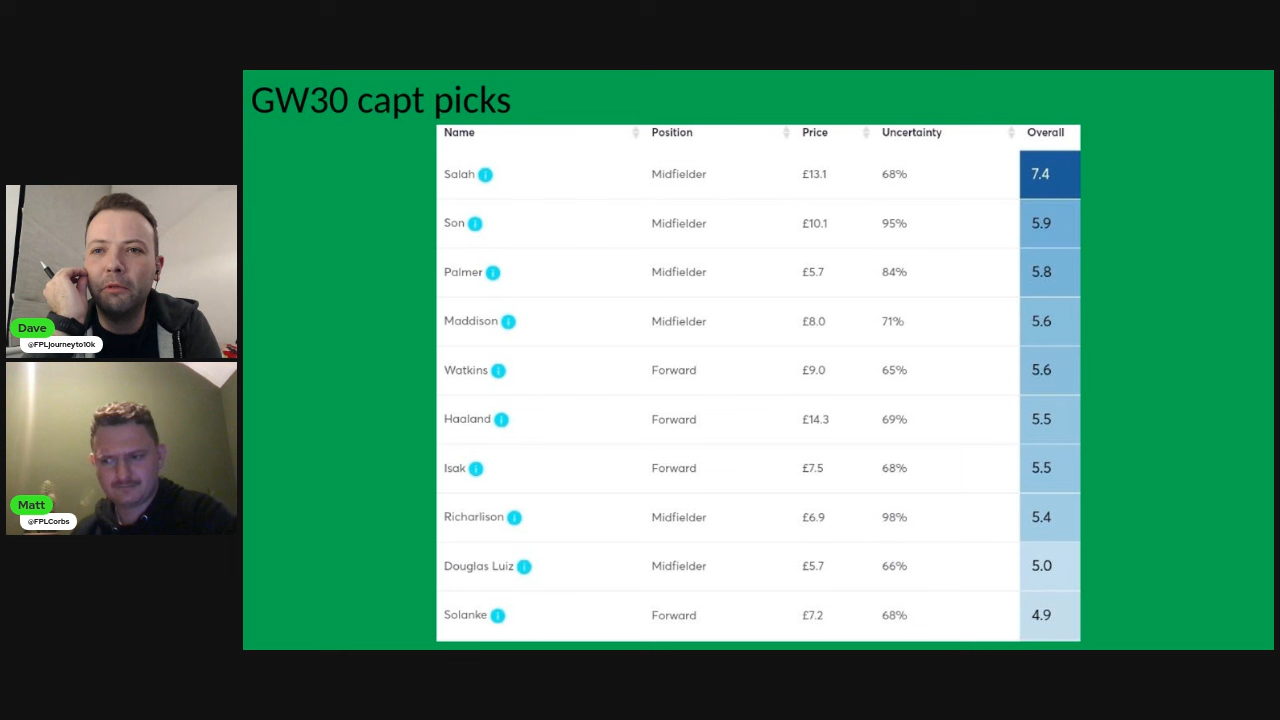 GW30 capt picks
Name Position Price Uncertainty Overall
Salah i Midfielder £13.1 68% 7.4
Son i Midfielder £10.1 95% 5.9
Palmer i Midfielder £5.7 84% 5.8
Maddison i Midfielder £8.0 71% 5.6
Watkins i Forward £9.0 65% 5.6
Haaland i Forward £14.3 69% 5.5
Isak i Forward £7.5 68% 5.5
Richarlison i Midfielder £6.9 98% 5.4
Douglas Luiz i Midfielder £5.7 66% 5.0
Solanke i Forward £7.2 68% 4.9
Dave
@FPLjourneyto10k
Matt
@FPLCorbs